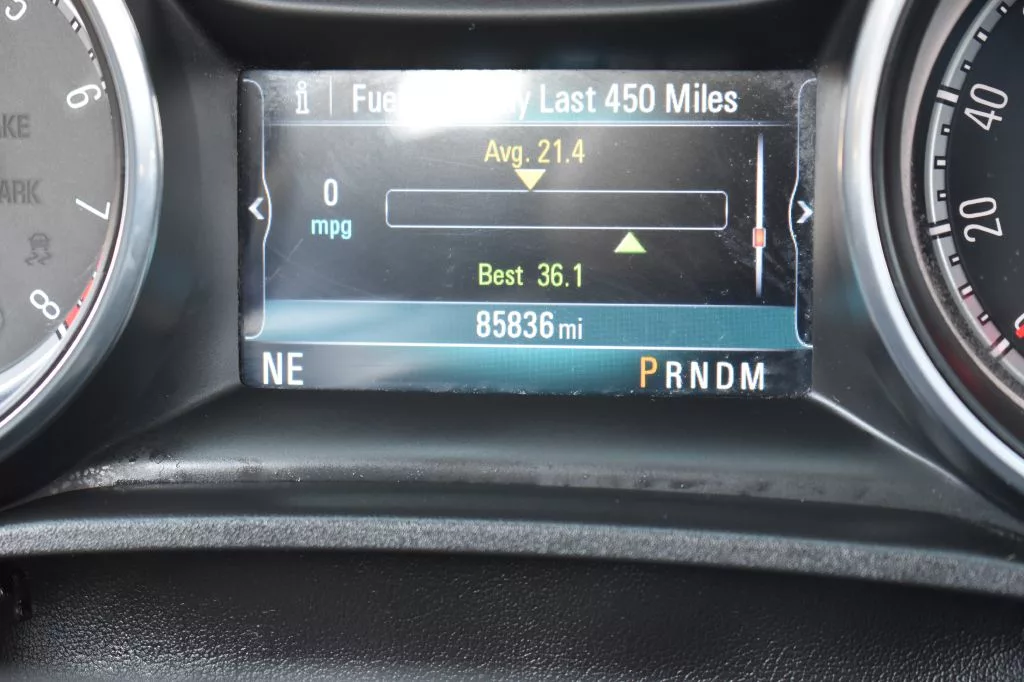 Last 450 Miles
Avg. 21.4
0
mpg
Best 36.1
85836 mi
NE
PRNDM
6
7
8
40
20